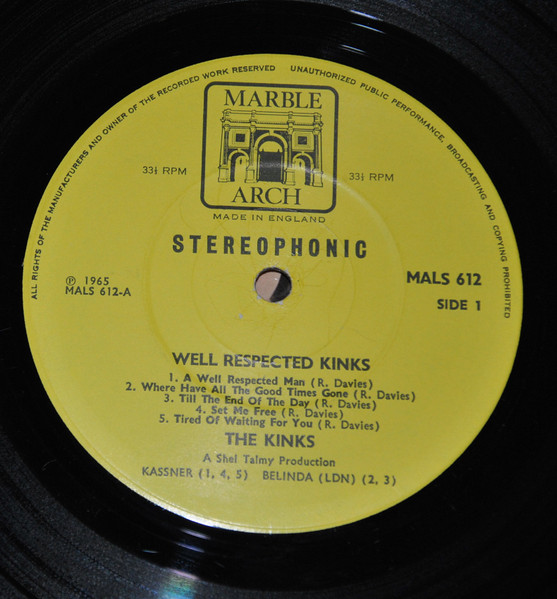 ALL RIGHTS OF THE MANUFACTURERS AND OWNER OF THE RECORDED WORK RESERVED
UNAUTHORIZED PUBLIC PERFORMANCE, BROADCASTING AND COPYING PROHIBITED
MARBLE
ARCH
33⅓ RPM
33⅓ RPM
MADE IN ENGLAND
STEREOPHONIC
℗ 1965
MALS 612-A
MALS 612
SIDE 1
WELL RESPECTED KINKS
1. A Well Respected Man (R. Davies)
2. Where Have All The Good Times Gone (R. Davies)
3. Till The End Of The Day (R. Davies)
4. Set Me Free (R. Davies)
5. Tired Of Waiting For You (R. Davies)
THE KINKS
A Shel Talmy Production
KASSNER (1, 4, 5) BELINDA (LDN) (2, 3)